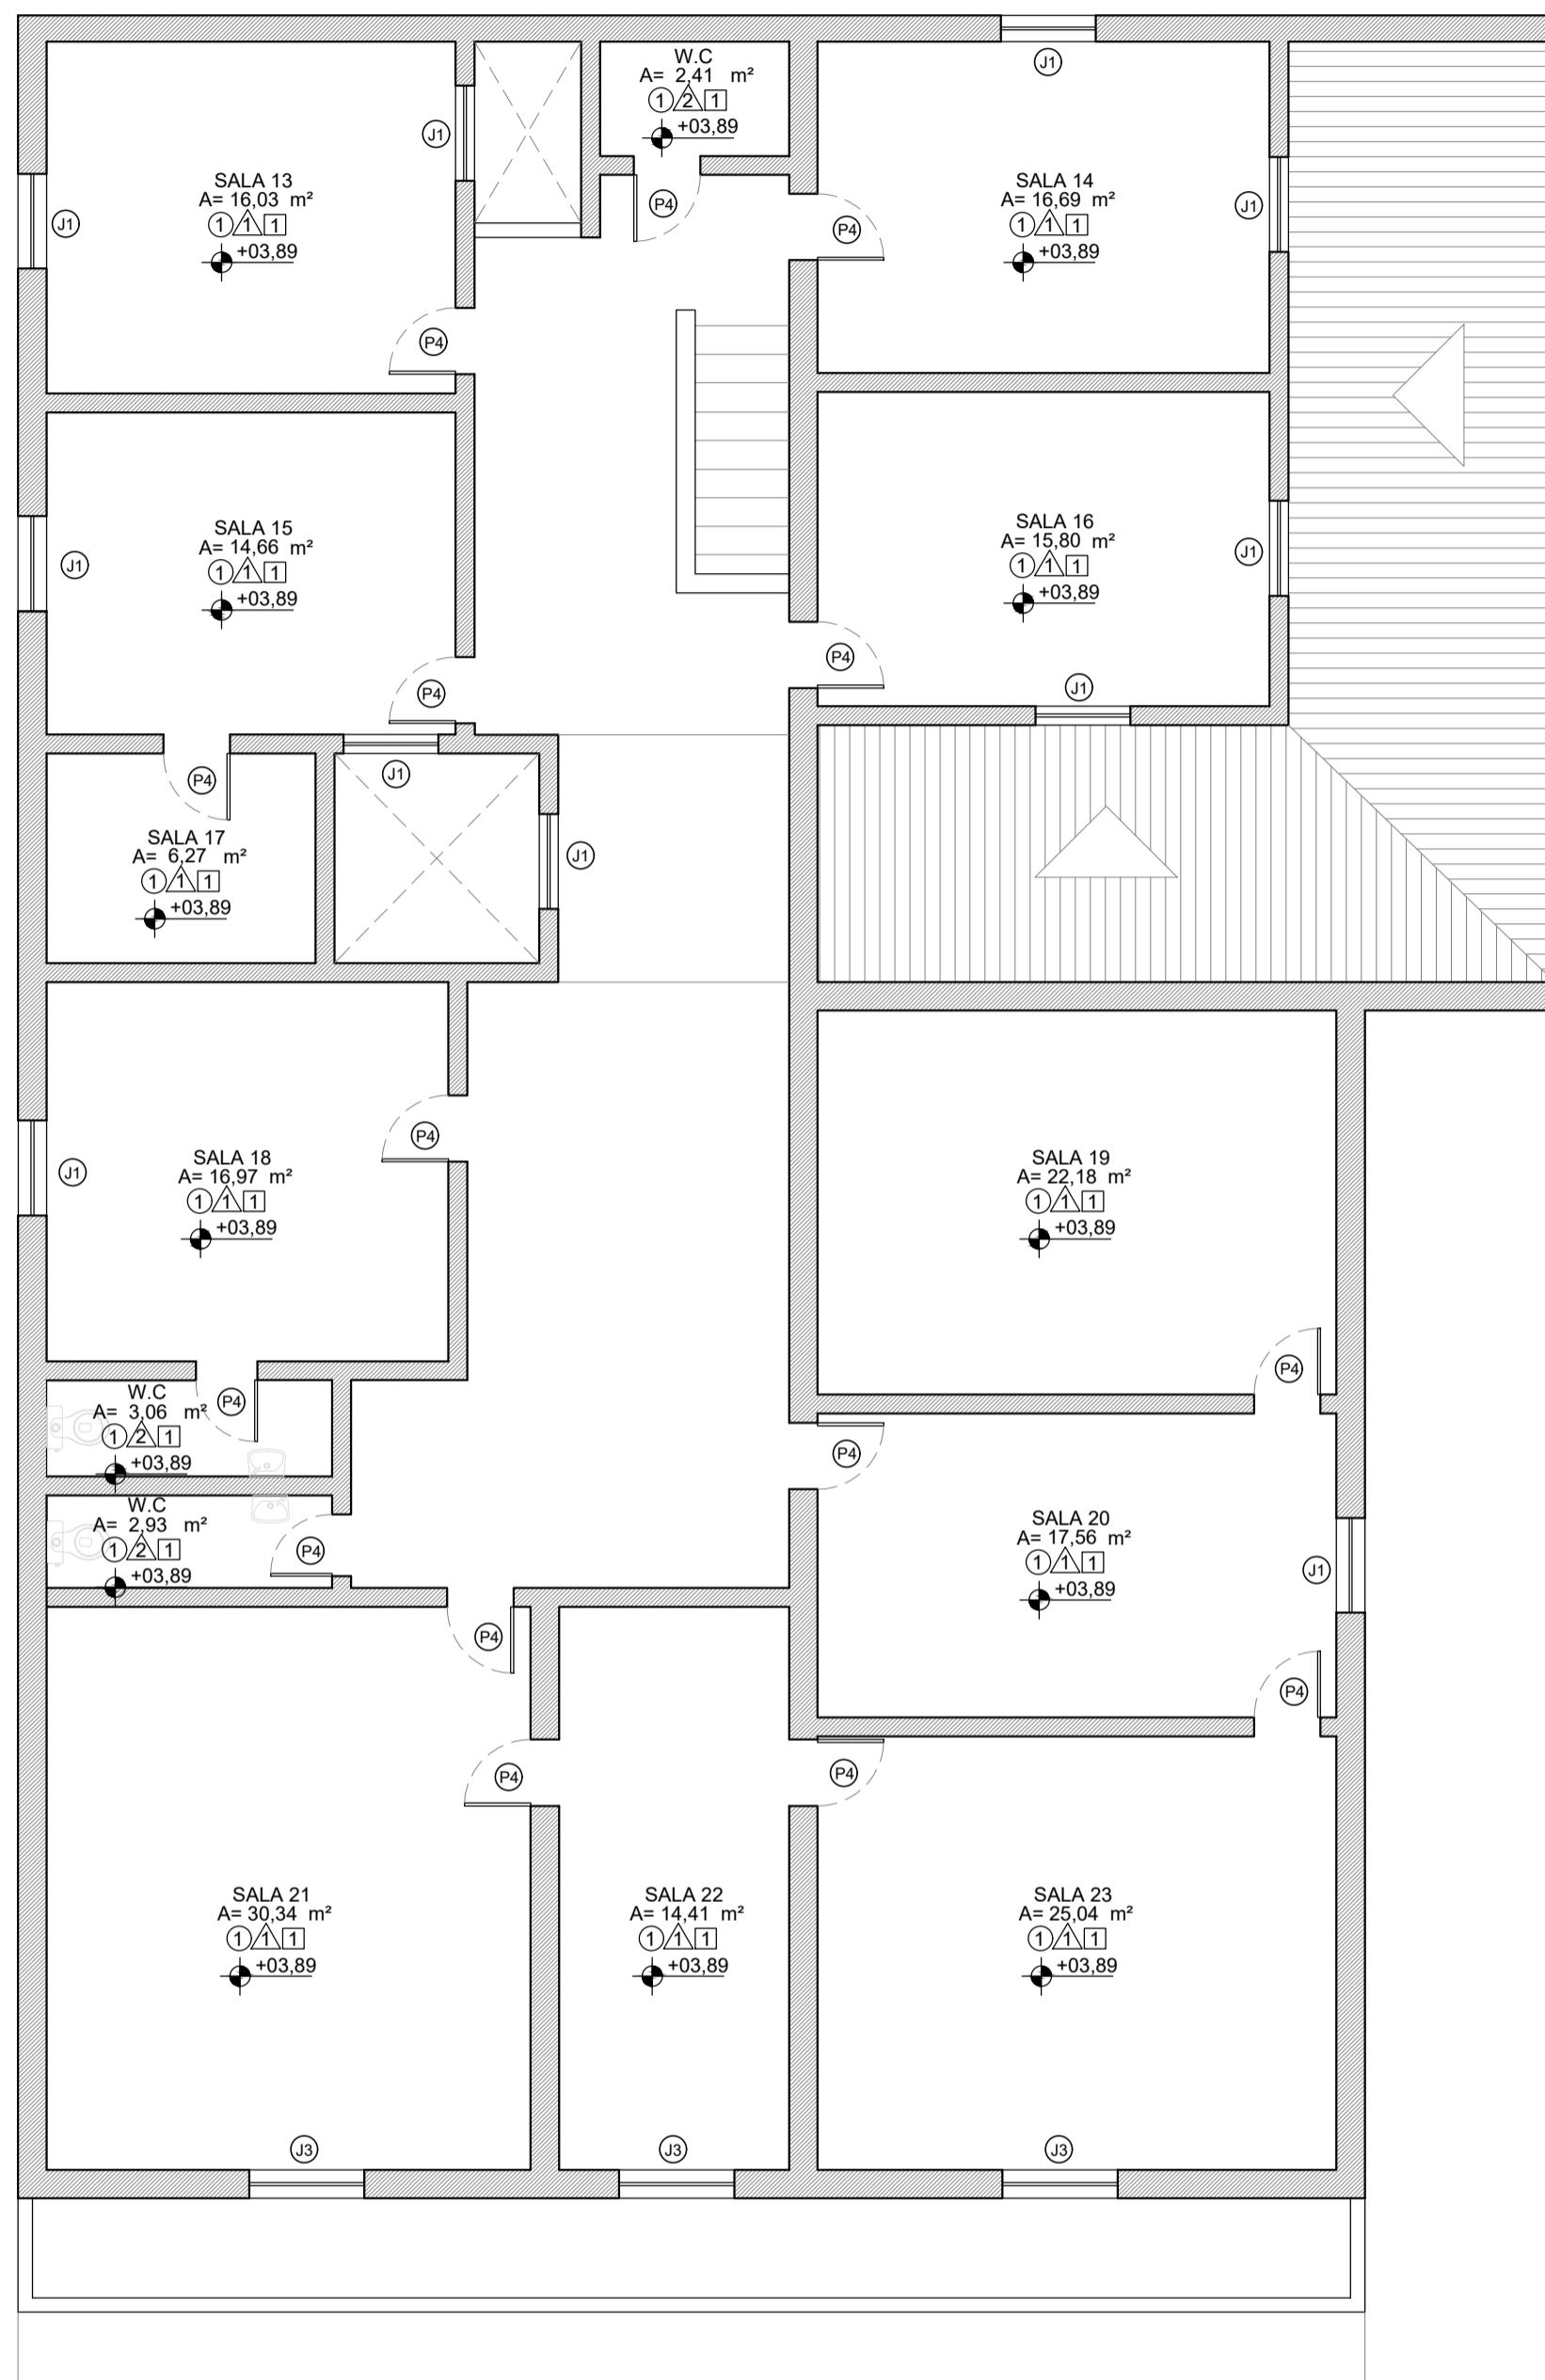 W.C
A= 2,41 m²
1 2 1
+03,89
J1
J1
SALA 13
A= 16,03 m²
1 1 1
+03,89
J1
P4
P4
SALA 14
A= 16,69 m²
1 1 1
+03,89
J1
P4
SALA 15
A= 14,66 m²
1 1 1
+03,89
J1
P4
SALA 16
A= 15,80 m²
1 1 1
+03,89
J1
P4
J1
P4
J1
SALA 17
A= 6,27 m²
1 1 1
+03,89
J1
P4
SALA 18
A= 16,97 m²
1 1 1
+03,89
J1
SALA 19
A= 22,18 m²
1 1 1
+03,89
P4
W.C
A= 3,06 m²
1 2 1
+03,89
P4
W.C
A= 2,93 m²
1 2 1
+03,89
P4
P4
SALA 20
A= 17,56 m²
1 1 1
+03,89
J1
P4
P4
P4
P4
SALA 21
A= 30,34 m²
1 1 1
+03,89
SALA 22
A= 14,41 m²
1 1 1
+03,89
SALA 23
A= 25,04 m²
1 1 1
+03,89
J3
J3
J3